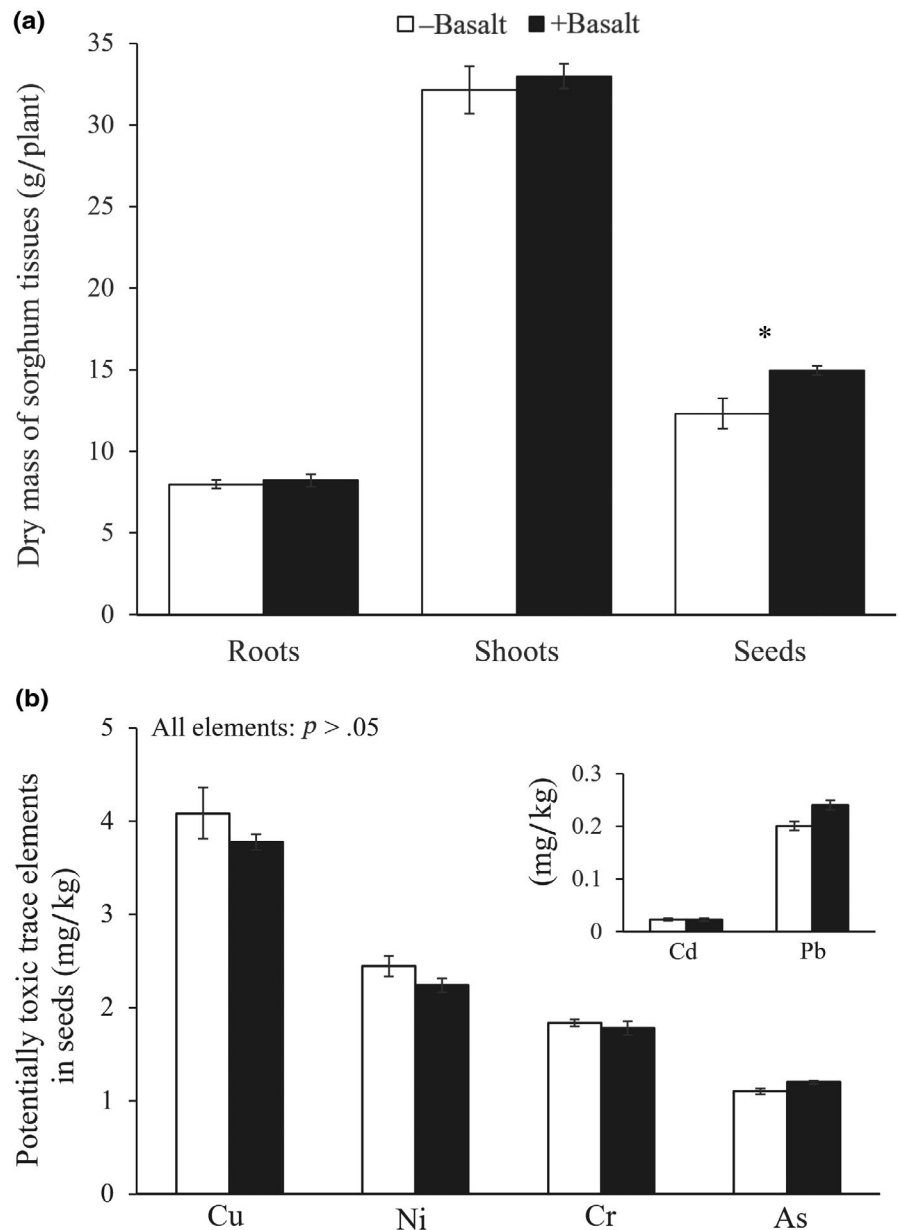 (a)
–Basalt +Basalt
Dry mass of sorghum tissues (g/plant)
35
30
25
20
15
10
5
0
*
Roots Shoots Seeds
(b)
All elements: p > .05
Potentially toxic trace elements
in seeds (mg/kg)
5
4
3
2
1
0
Cu Ni Cr As
(mg/kg)
0.3
0.2
0.1
0
Cd Pb